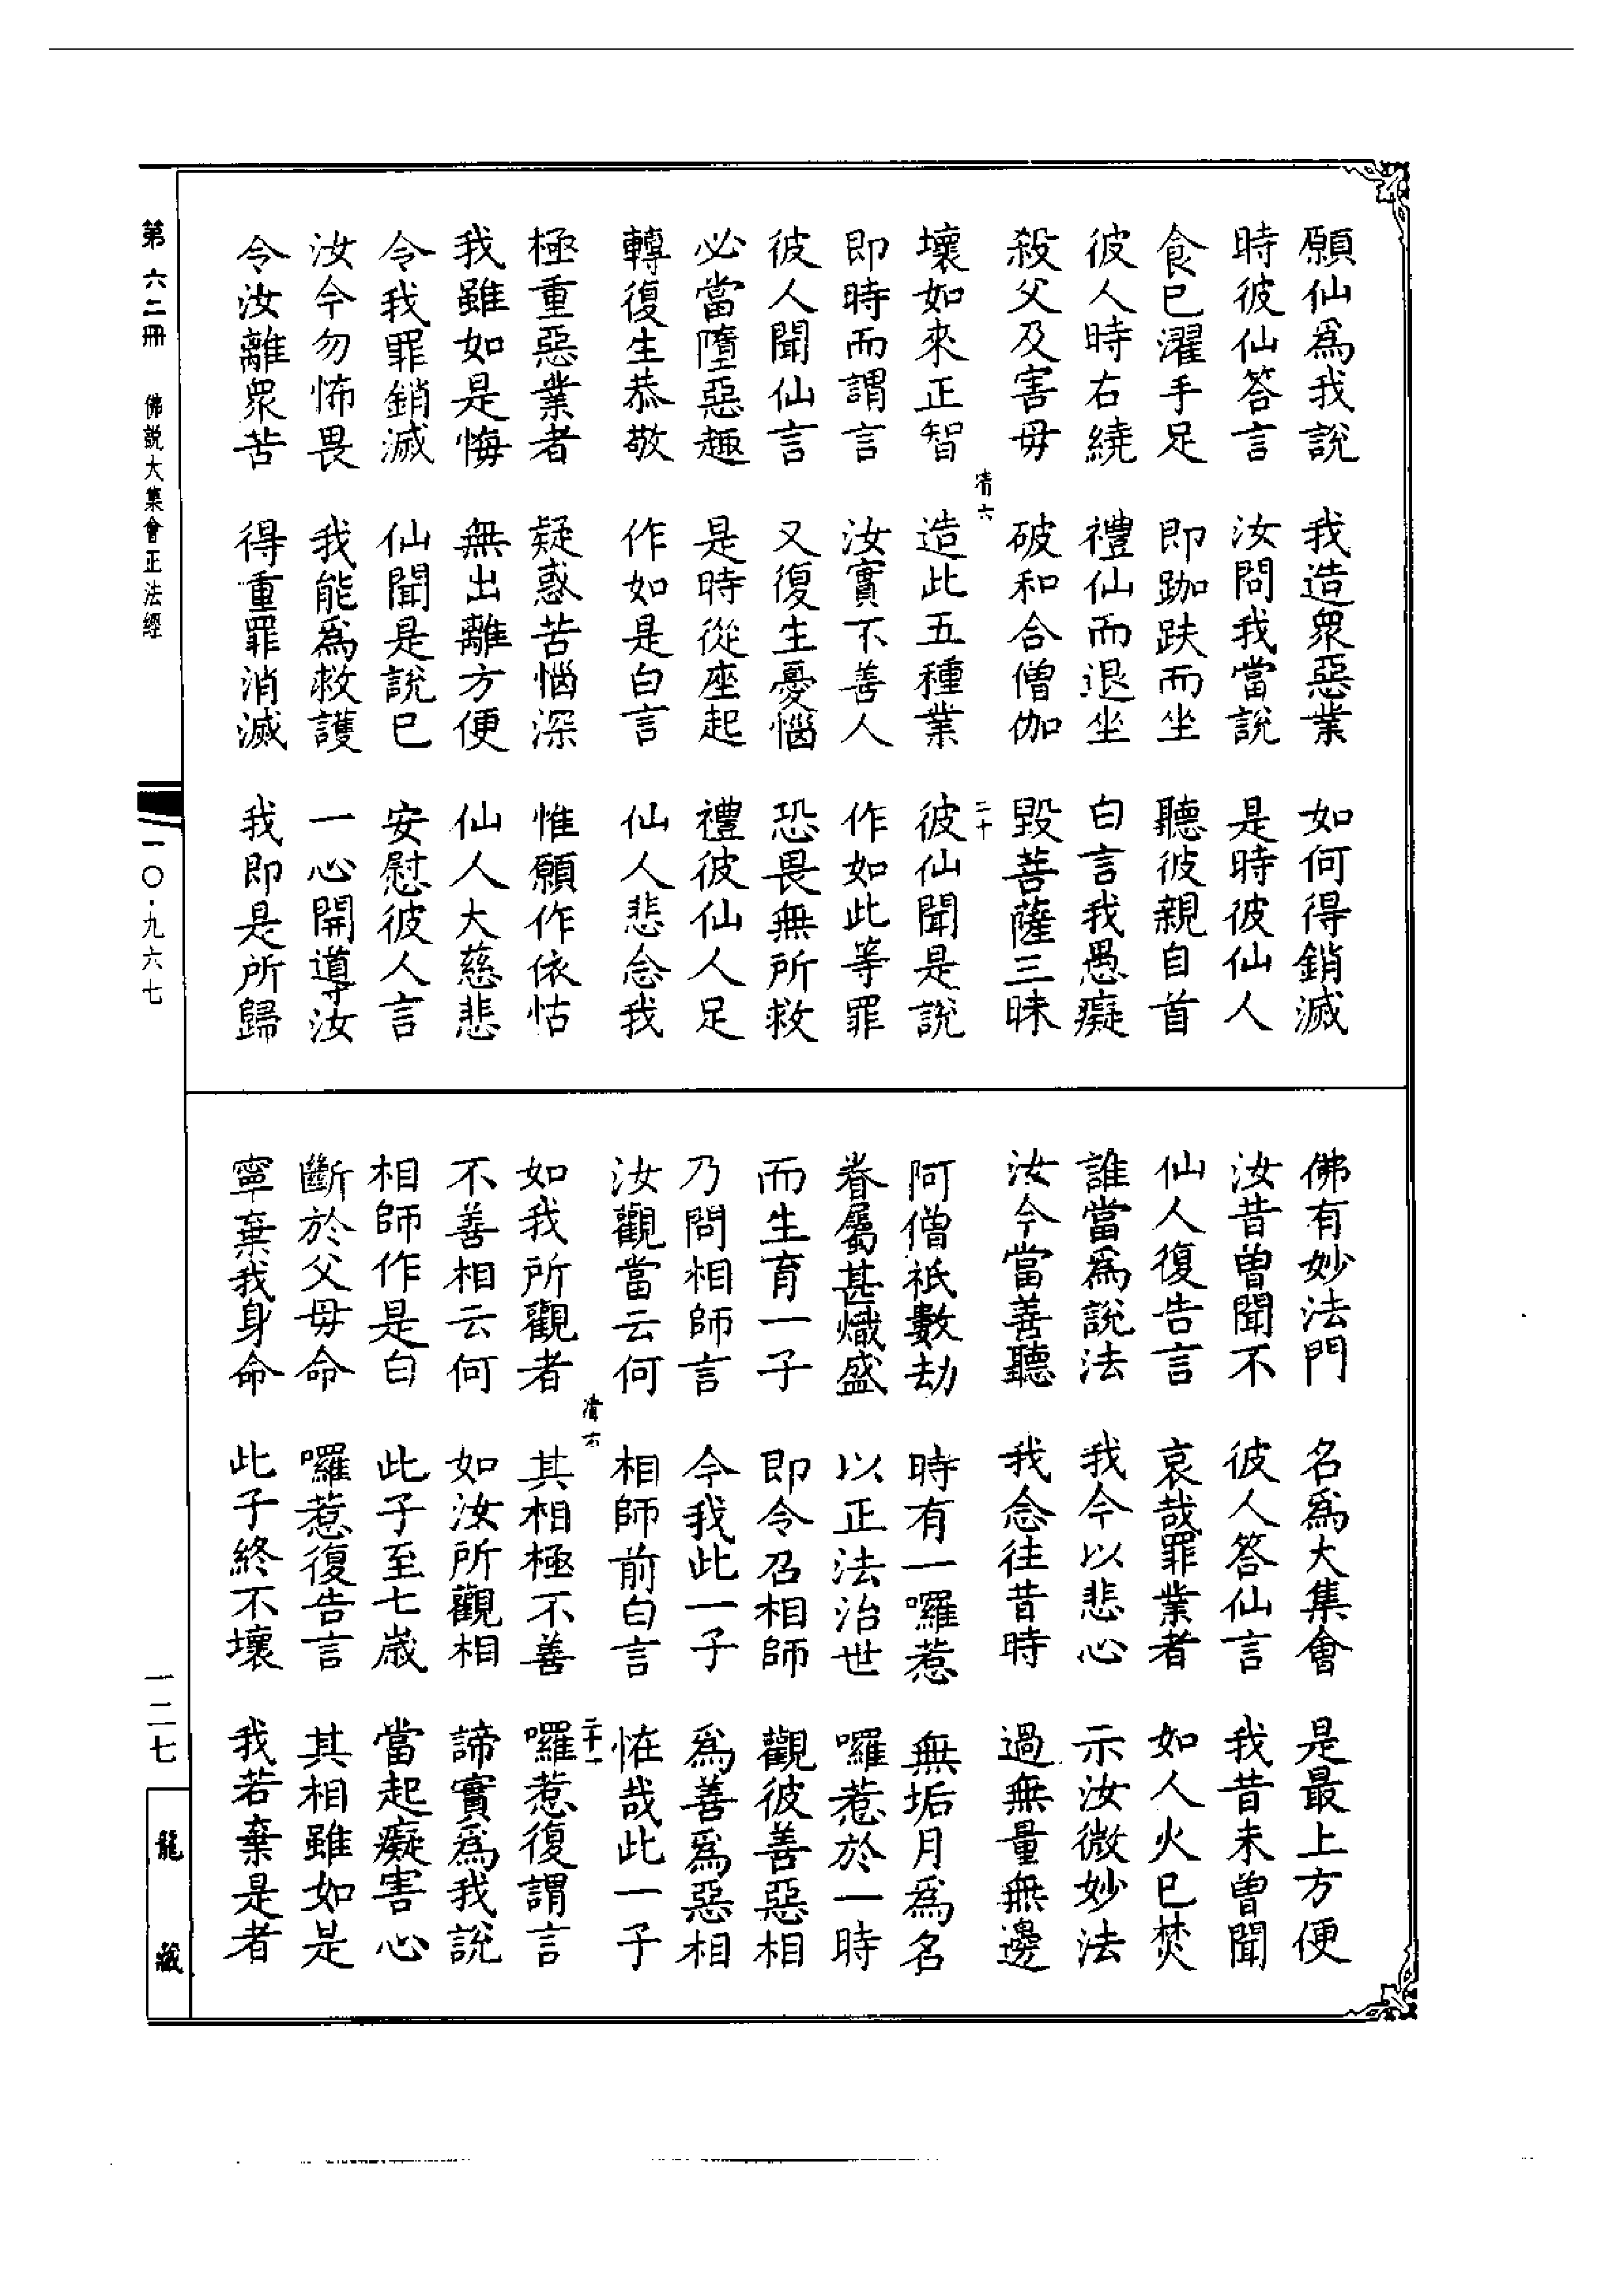 願仙爲我說　我造眾惡業　如何得銷滅
時彼仙答言　汝問我當說　是時彼仙人
食已濯手足　即跏趺而坐　聽彼親自首
彼人時右繞　禮仙而退坐　白言我愚癡
殺父及害母　破和合僧伽　毀菩薩三昧
清六　二十
壞如來正智　造此五種業　彼仙聞是說
即時而謂言　汝實不善人　作如此等罪
彼人聞仙言　又復生憂惱　恐畏無所救
必當墮惡趣　是時從座起　禮彼仙人足
轉復生恭敬　作如是白言　仙人悲念我
極重惡業者　疑惑苦惱深　惟願作依怙
我雖如是悔　無出離方便　仙人大慈悲
令我罪銷滅　仙聞是說已　安慰彼人言
汝今勿怖畏　我能爲救護　一心開導汝
令汝離眾苦　得重罪消滅　我即是所歸
佛有妙法門　名爲大集會　是最上方便
汝昔曾聞不　彼人答仙言　我昔未曾聞
仙人復告言　哀哉罪業者　如人火已焚
誰當爲說法　我今以悲心　示汝微妙法
汝今當善聽　我念往昔時　過無量無邊
阿僧祇數劫　時有一囉惹　無垢月爲名
眷屬甚熾盛　以正法治世　囉惹於一時
而生育一子　即令召相師　觀彼善惡相
乃問相師言　今我此一子　爲善爲惡相
汝觀當云何　相師前白言　怪哉此一子
清六　二十一
如我所觀者　其相極不善　囉惹復謂言
不善相云何　如汝所觀相　諦實爲我說
相師作是白　此子至七歲　當起癡害心
斷於父母命　囉惹復告言　其相雖如是
寧棄我身命　此子終不壞　我若棄是者
第六二冊　佛說大集會正法經　一〇·九六七　一二七　龍藏